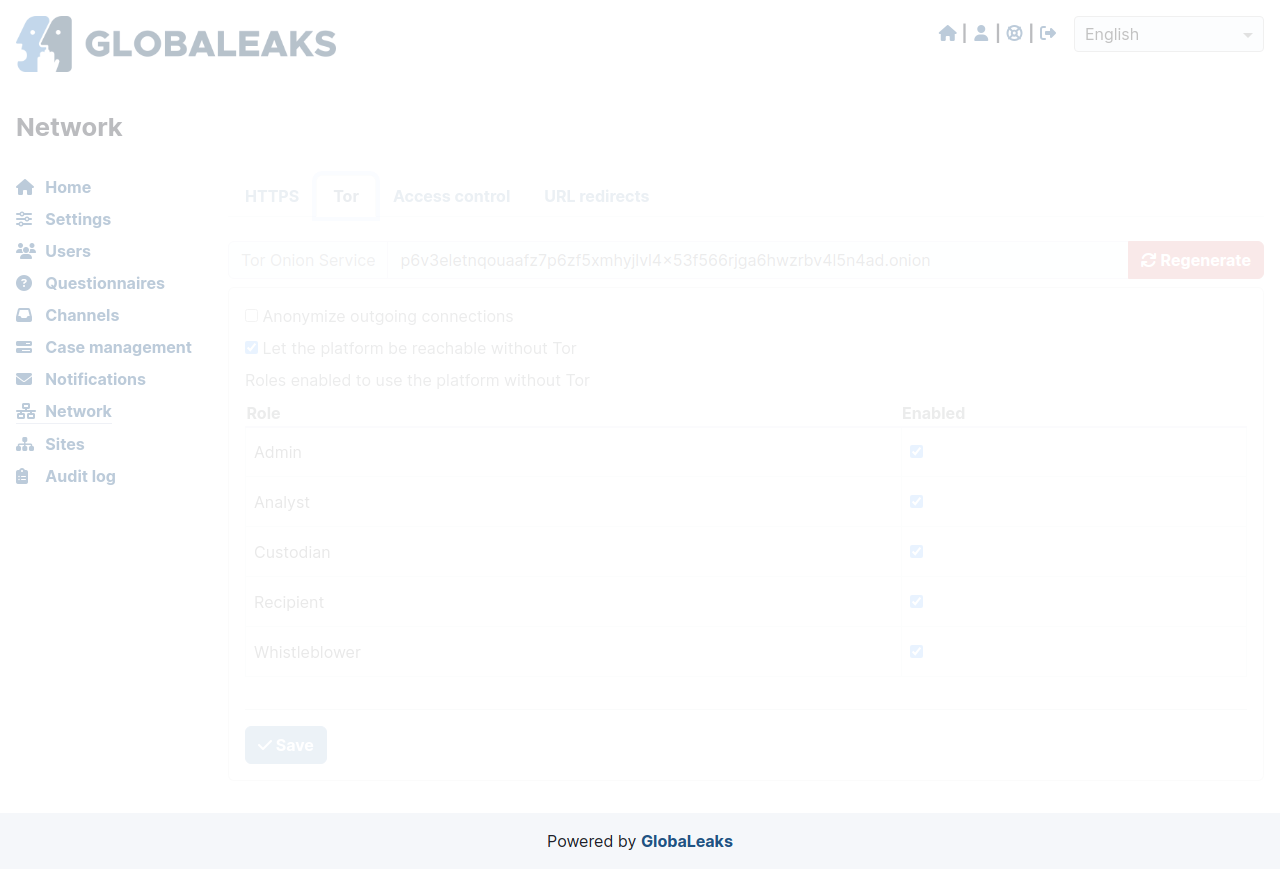 GLOBALEAKS
| | | English
Network
Home
Settings
Users
Questionnaires
Channels
Case management
Notifications
Network
Sites
Audit log
HTTPS Tor Access control URL redirects
Tor Onion Service p6v3eletnqouaafz7p6zf5xmhyjlvl4x53f566rjga6hwzrbv4l5n4ad.onion Regenerate
Anonymize outgoing connections
Let the platform be reachable without Tor
Roles enabled to use the platform without Tor
Role Enabled
Admin
Analyst
Custodian
Recipient
Whistleblower
Save
Powered by GlobaLeaks